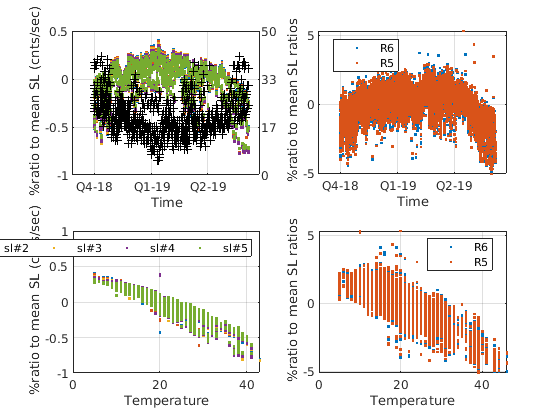 %ratio to mean SL (cnts/sec)
0.5
0
-0.5
-1
50
33
17
0
Q4-18 Q1-19 Q2-19
Time
%ratio to mean SL ratios
5
0
-5
R6
R5
Q4-18 Q1-19 Q2-19
Time
%ratio to mean SL (c s/sec)
1
0.5
0
-0.5
-1
sl#2 sl#3 sl#4 sl#5
0 20 40
Temperature
%ratio to mean SL ratios
5
0
-5
R6
R5
0 20 40
Temperature